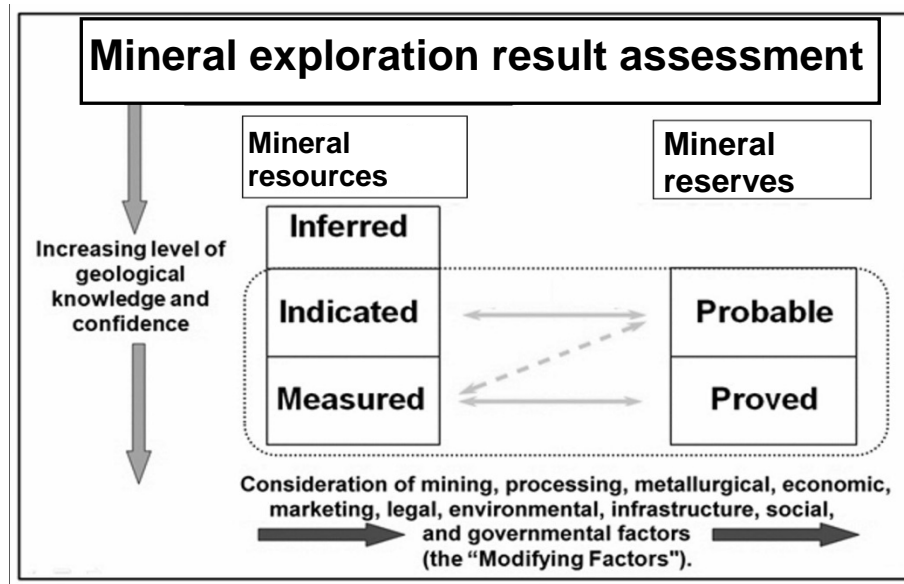 Mineral exploration result assessment
Mineral
resources
Mineral
reserves
Inferred
Increasing level of
geological
knowledge and
confidence
Indicated
Probable
Measured
Proved
Consideration of mining, processing, metallurgical, economic,
marketing, legal, environmental, infrastructure, social,
and governmental factors
(the “Modifying Factors").